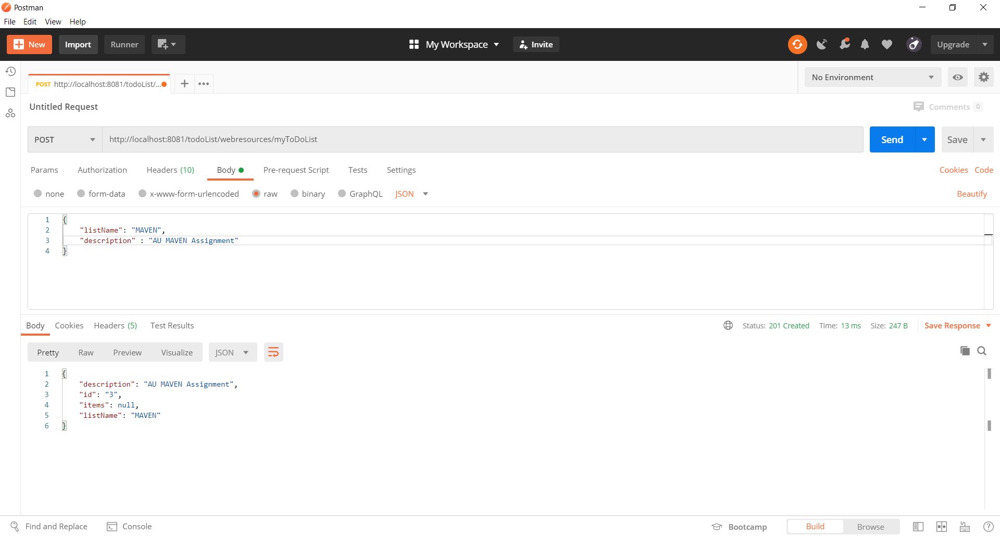 Postman
File Edit View Help
New Import Runner My Workspace Invite Upgrade
POST http://localhost:8081/todoList/... No Environment
Untitled Request Comments 0
POST http://localhost:8081/todoList/webresources/myToDoList Send Save
Params Authorization Headers (10) Body Pre-request Script Tests Settings Cookies Code
none form-data x-www-form-urlencoded raw binary GraphQL JSON Beautify
1 {
2 "listName": "MAVEN",
3 "description" : "AU MAVEN Assignment"
4 }
Body Cookies Headers (5) Test Results Status: 201 Created Time: 13 ms Size: 247 B Save Response
Pretty Raw Preview Visualize JSON
1 {
2 "description": "AU MAVEN Assignment",
3 "id": "3",
4 "items": null,
5 "listName": "MAVEN"
6 }
Find and Replace Console Bootcamp Build Browse